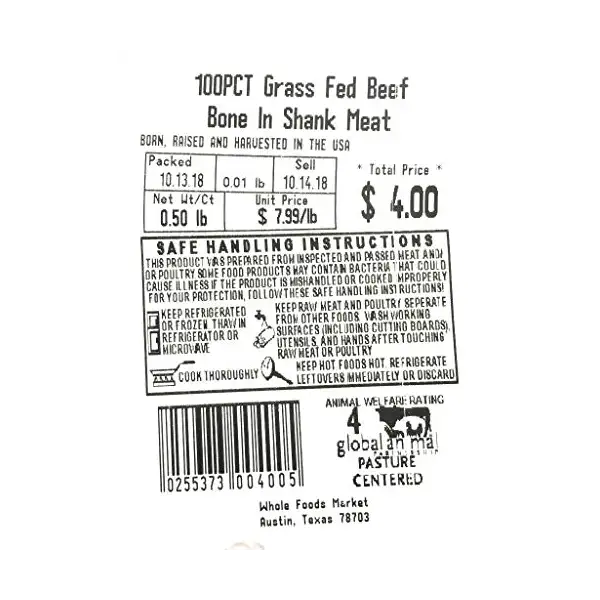 100PCT Grass Fed Beef
Bone In Shank Meat
BORN, RAISED AND HARVESTED IN THE USA
Packed Sell
10.13.18 0.01 lb 10.14.18
* Total Price *
Net Wt/Ct Unit Price
0.50 lb $ 7.99/lb
$ 4.00
SAFE HANDLING INSTRUCTIONS
THIS PRODUCT WAS PREPARED FROM INSPECTED AND PASSED MEAT AND/
OR POULTRY SOME FOOD PRODUCTS MAY CONTAIN BACTERIA THAT COULD
CAUSE ILLNESS IF THE PRODUCT IS MISHANDLED OR COOKED IMPROPERLY
FOR YOUR PROTECTION, FOLLOW THESE SAFE HANDLING INSTRUCTIONS!
KEEP REFRIGERATED
OR FROZEN THAW IN
REFRIGERATOR OR
MICROWAVE
KEEP RAW MEAT AND POULTRY SEPERATE
FROM OTHER FOODS. WASH WORKING
SURFACES (INCLUDING CUTTING BOARDS),
UTENSILS, AND HANDS AFTER TOUCHING
RAW MEAT OR POULTRY
COOK THOROUGHLY
KEEP HOT FOODS HOT. REFRIGERATE
LEFTOVERS IMMEDIATELY OR DISCARD
ANIMAL WELFARE RATING
4
global animal
PARTNERSHIP
PASTURE
CENTERED
0255373 004005
Whole Foods Market
Austin, Texas 78703